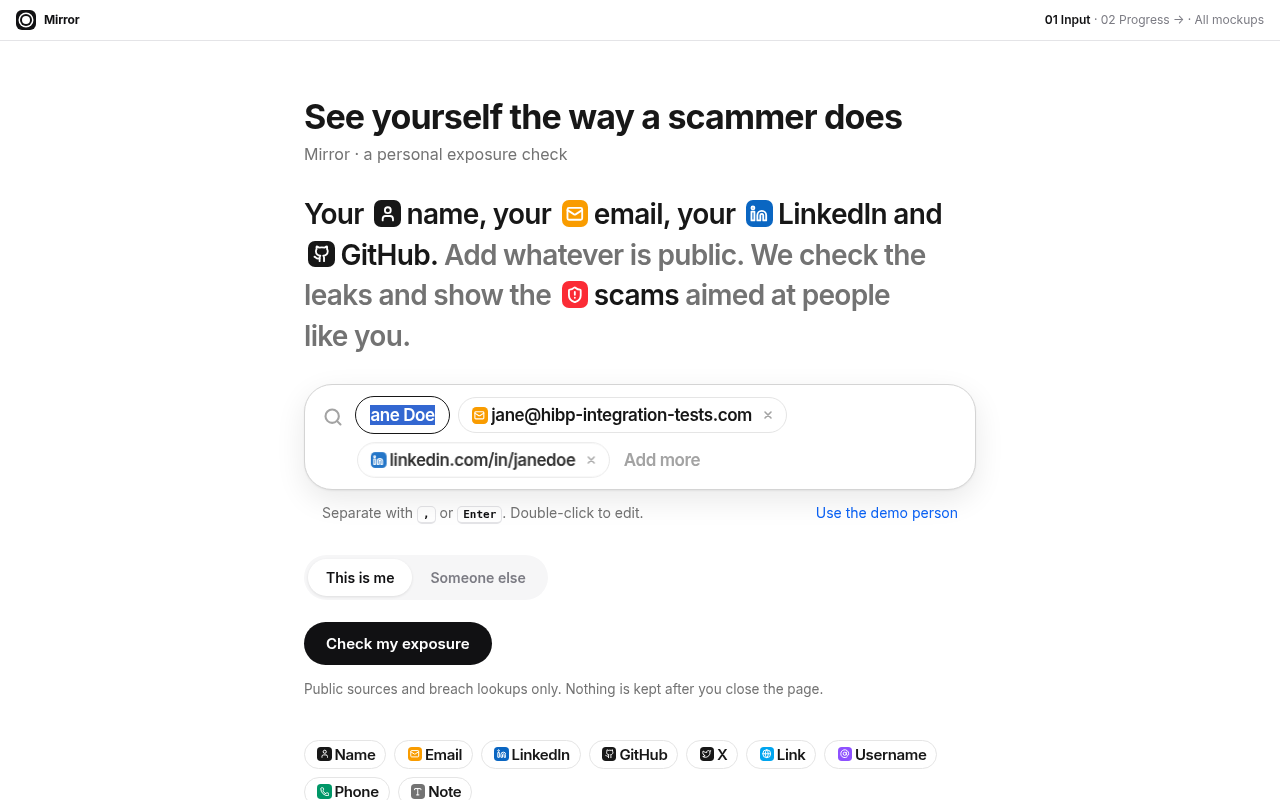 Mirror
01 Input · 02 Progress → · All mockups
See yourself the way a scammer does
Mirror · a personal exposure check
Your name, your email, your LinkedIn and
GitHub. Add whatever is public. We check the
leaks and show the scams aimed at people
like you.
ane Doe jane@hibp-integration-tests.com ×
linkedin.com/in/janedoe × Add more
Separate with , or Enter. Double-click to edit. Use the demo person
This is me Someone else
Check my exposure
Public sources and breach lookups only. Nothing is kept after you close the page.
Name Email LinkedIn GitHub X Link Username
Phone Note